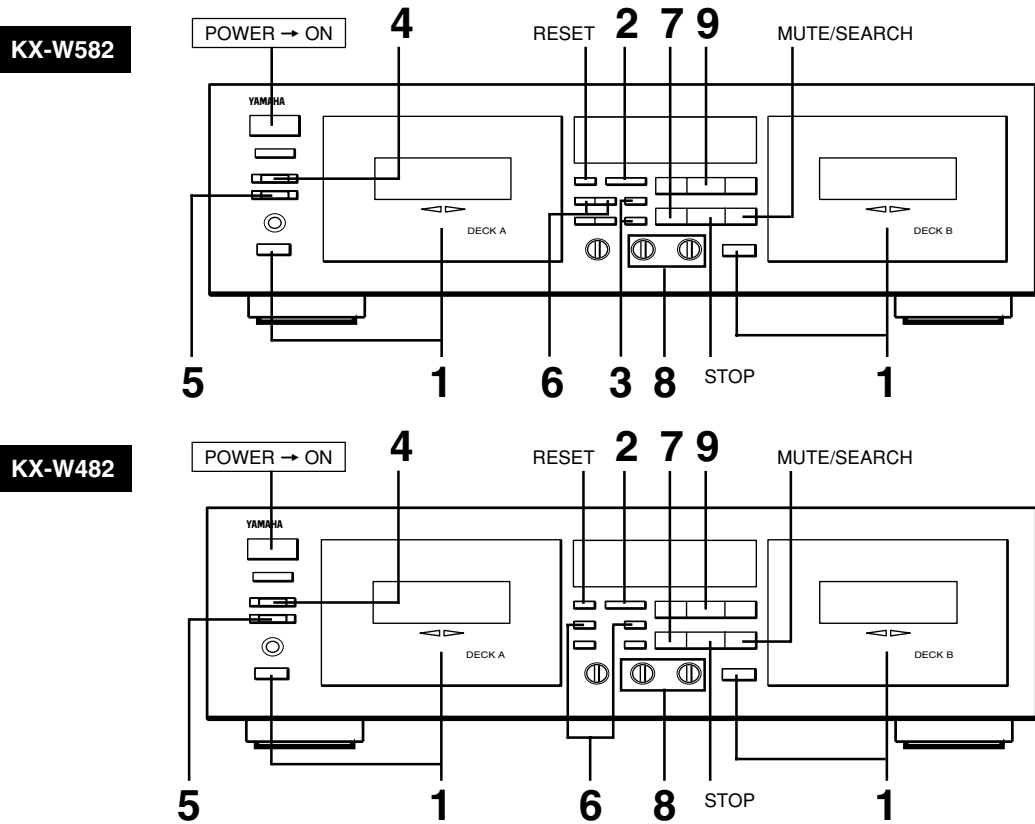 KX-W582
POWER → ON
4
RESET
2
7
9
MUTE/SEARCH
YAMAHA
DECK A
DECK B
5
1
6
3
8
STOP
1
KX-W482
POWER → ON
4
RESET
2
7
9
MUTE/SEARCH
YAMAHA
DECK A
DECK B
5
1
6
8
STOP
1